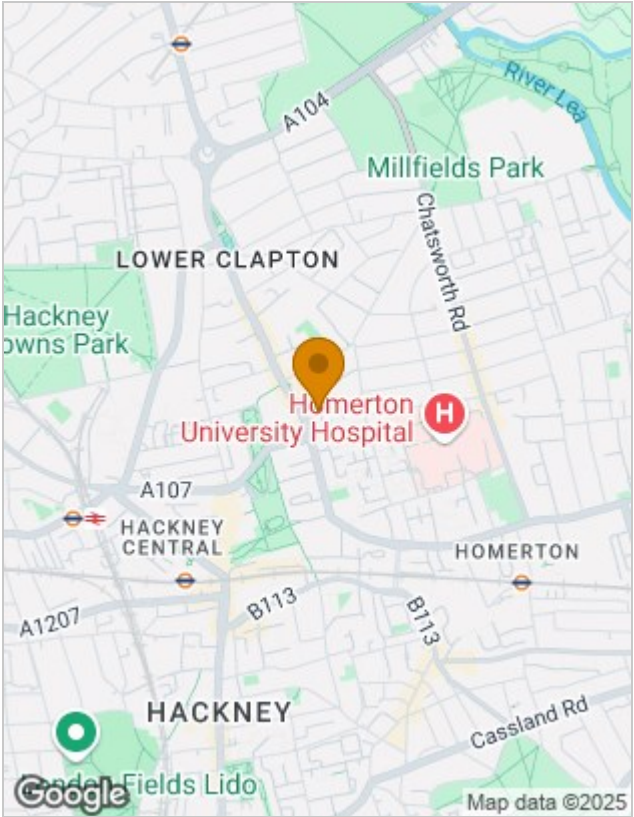 A104
River Lea
Millfields Park
Chatsworth Rd
LOWER CLAPTON
Hackney
owns Park
Homerton
University Hospital
H
A107
HACKNEY
CENTRAL
HOMERTON
A1207
B113
B113
HACKNEY
Cassland Rd
Fields Lido
Google
Map data ©2025